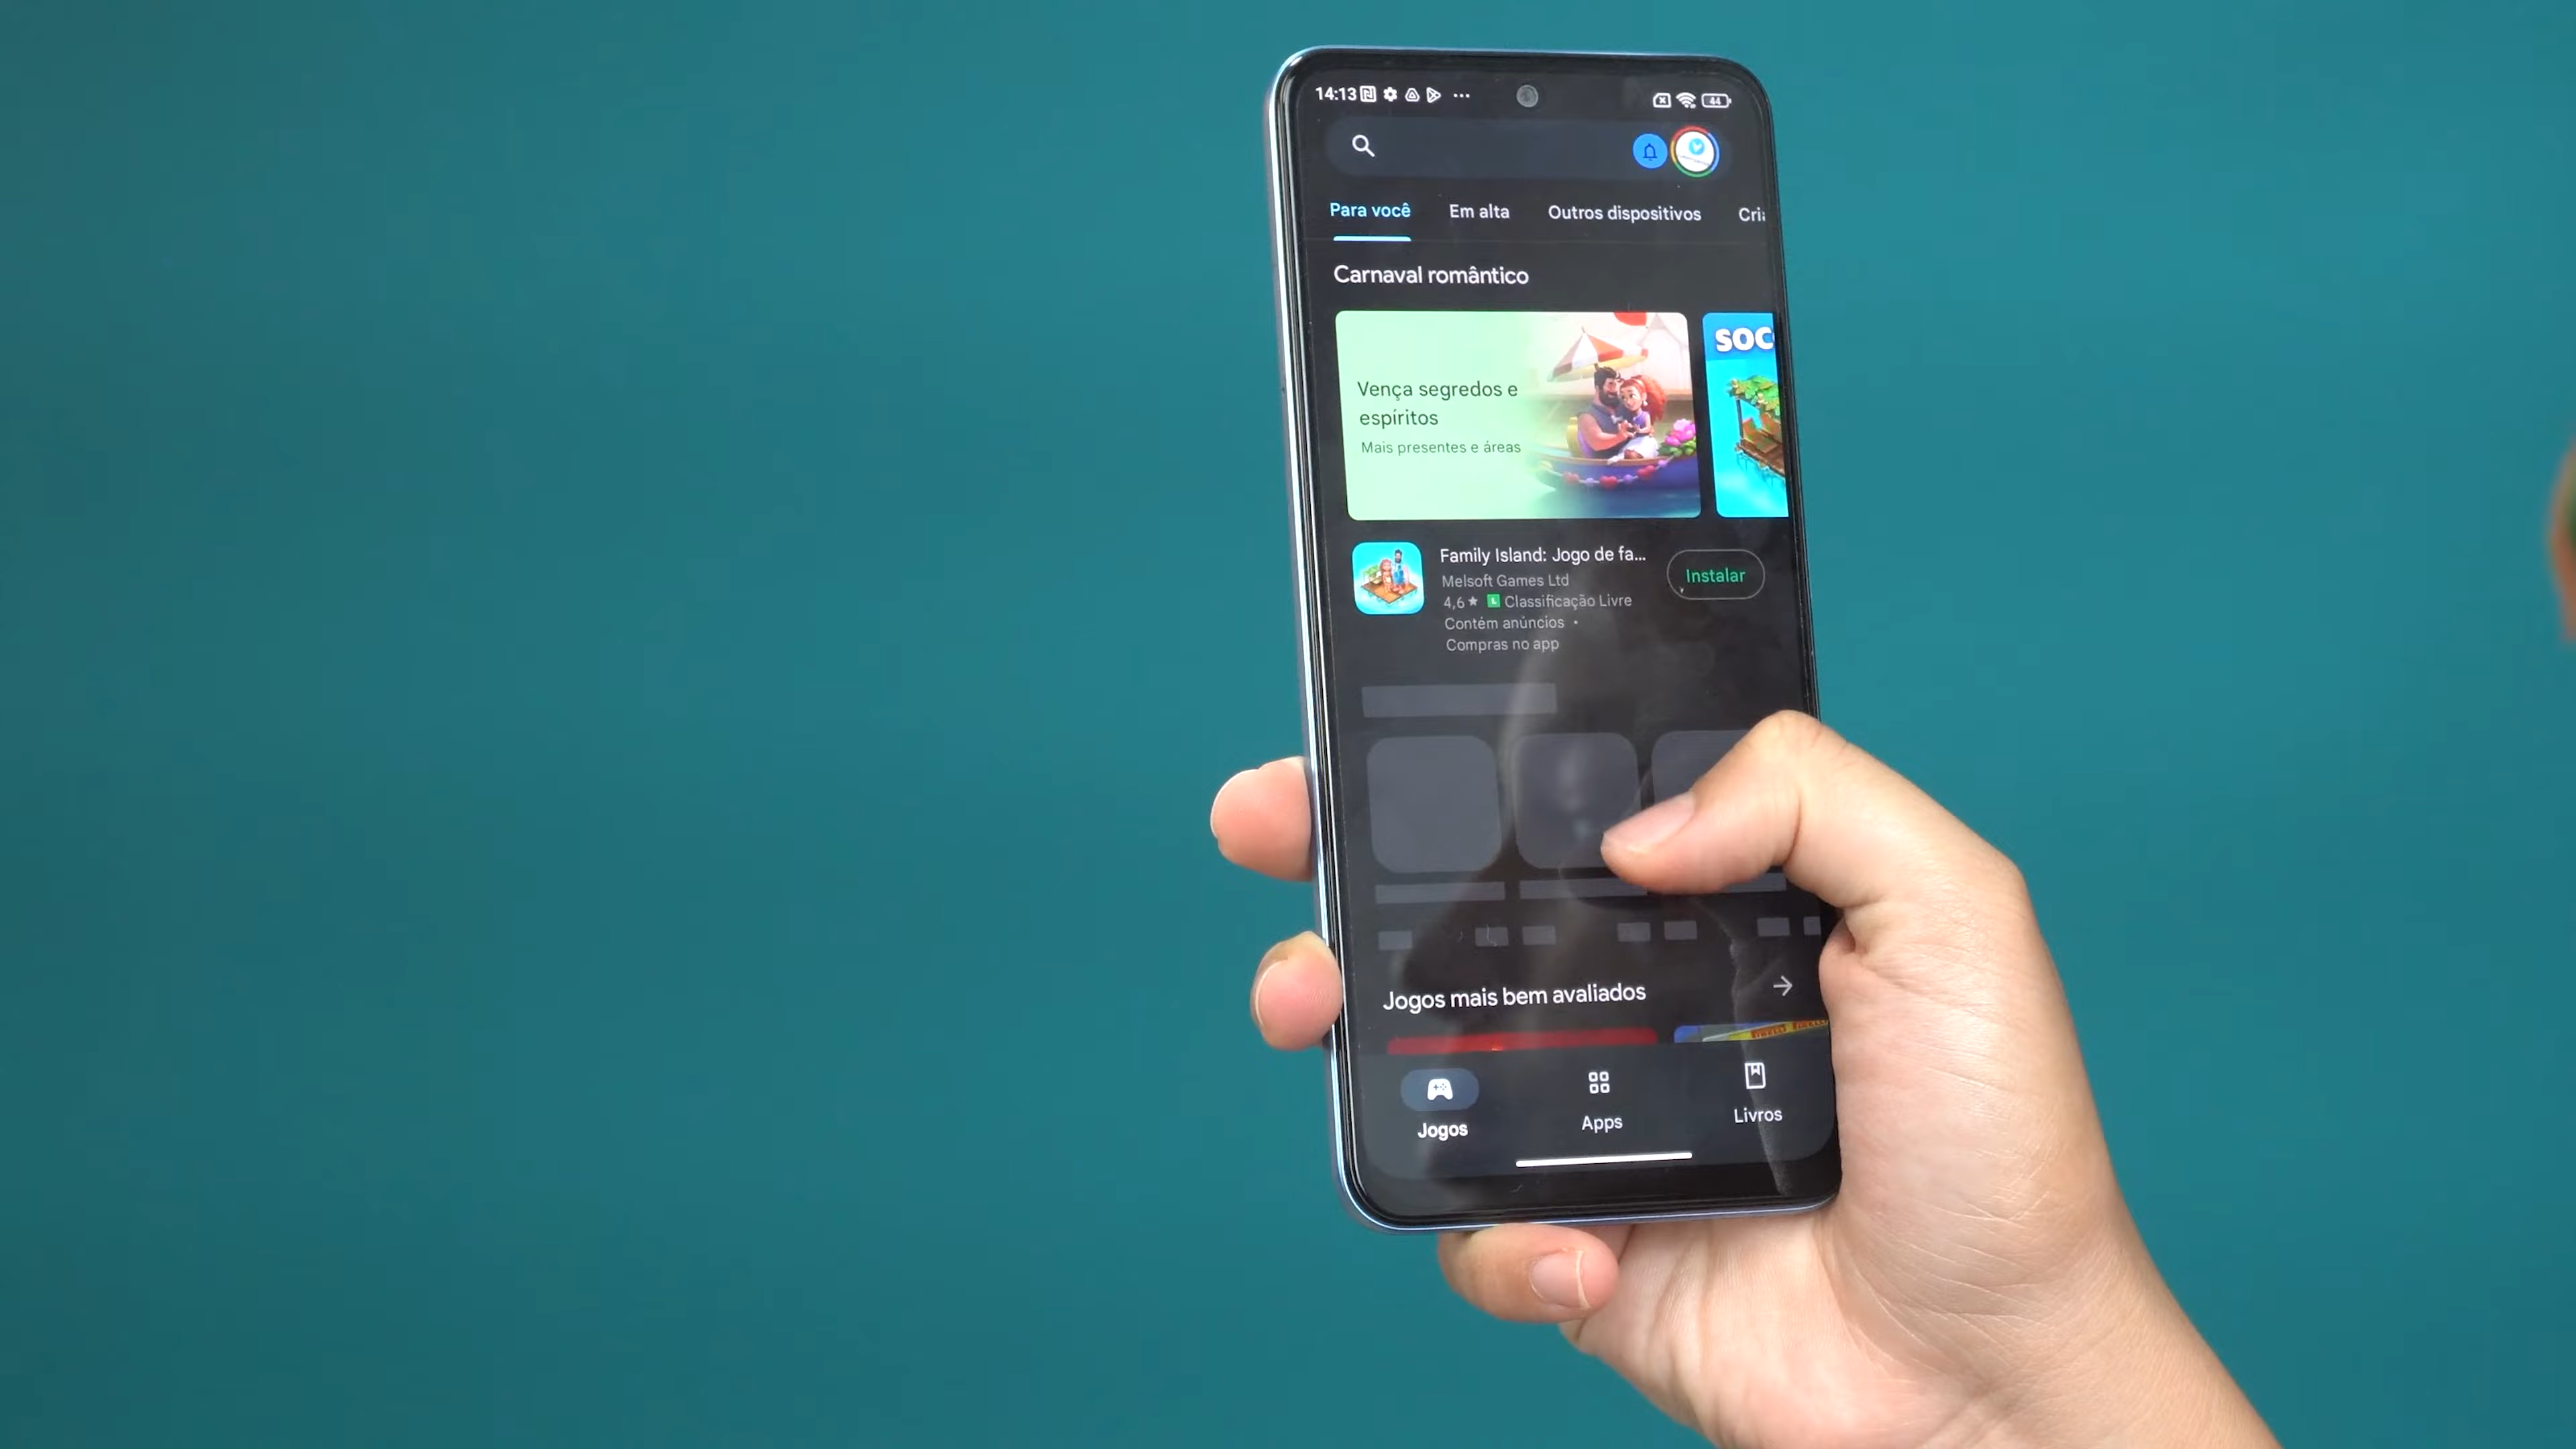 14:13
44
Para você
Em alta
Outros dispositivos
Cri
Carnaval romântico
Vença segredos e
espíritos
Mais presentes e áreas
SOC
Family Island: Jogo de fa...
Instalar
Melsoft Games Ltd
4,6★ L Classificação Livre
Contém anúncios •
Compras no app
Jogos mais bem avaliados
Jogos
Apps
Livros